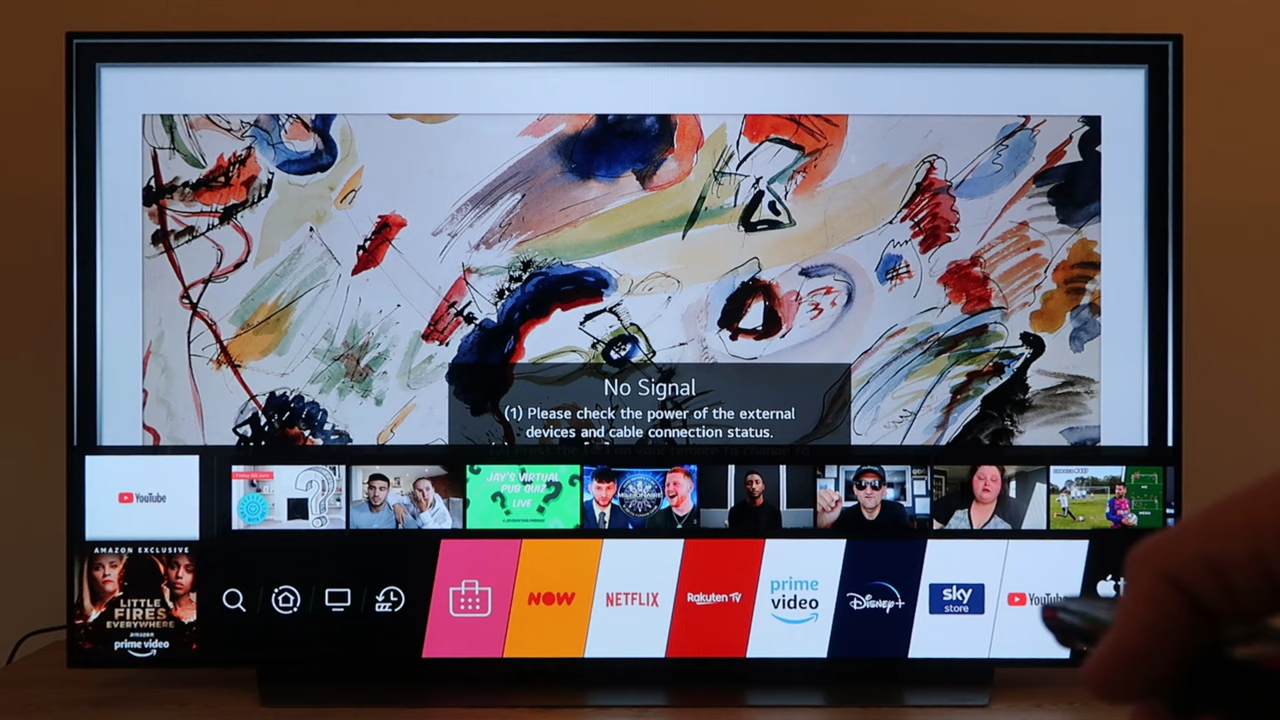 No Signal
(1) Please check the power of the external
devices and cable connection status.
YouTube
JAY'S VIRTUAL
PUB QUIZ
LIVE
MILLIONAIRE
AMAZON EXCLUSIVE
LITTLE
FIRES
EVERYWHERE
amazon
prime video
NOW
NETFLIX
Rakuten TV
prime
video
Disney+
sky
store
YouTube